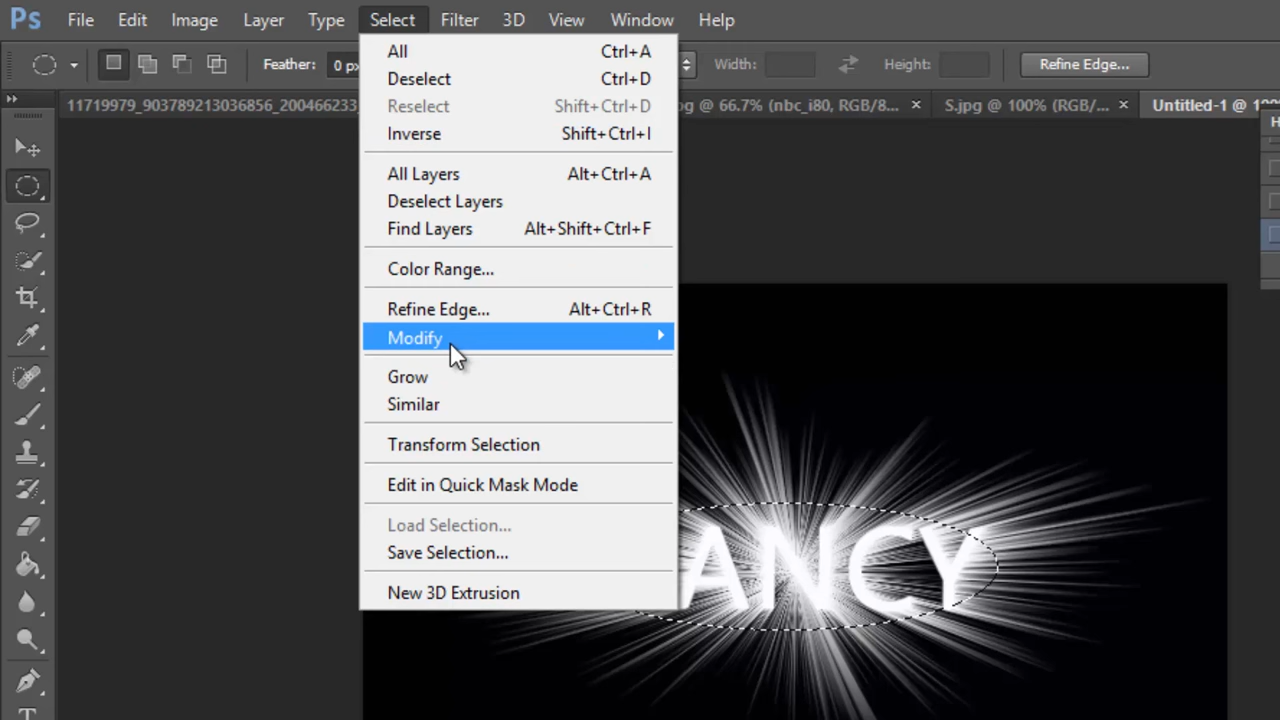 Ps File Edit Image Layer Type Select Filter 3D View Window Help
Feather: 0 px Width: Height: Refine Edge...
11719979_903789213036856_200466233 @ 66.7% (nbc_i80, RGB/8... × S.jpg @ 100% (RGB/... × Untitled-1 @
All Ctrl+A
Deselect Ctrl+D
Reselect Shift+Ctrl+D
Inverse Shift+Ctrl+I
All Layers Alt+Ctrl+A
Deselect Layers
Find Layers Alt+Shift+Ctrl+F
Color Range...
Refine Edge... Alt+Ctrl+R
Modify
Grow
Similar
Transform Selection
Edit in Quick Mask Mode
Load Selection...
Save Selection...
New 3D Extrusion
ANCY